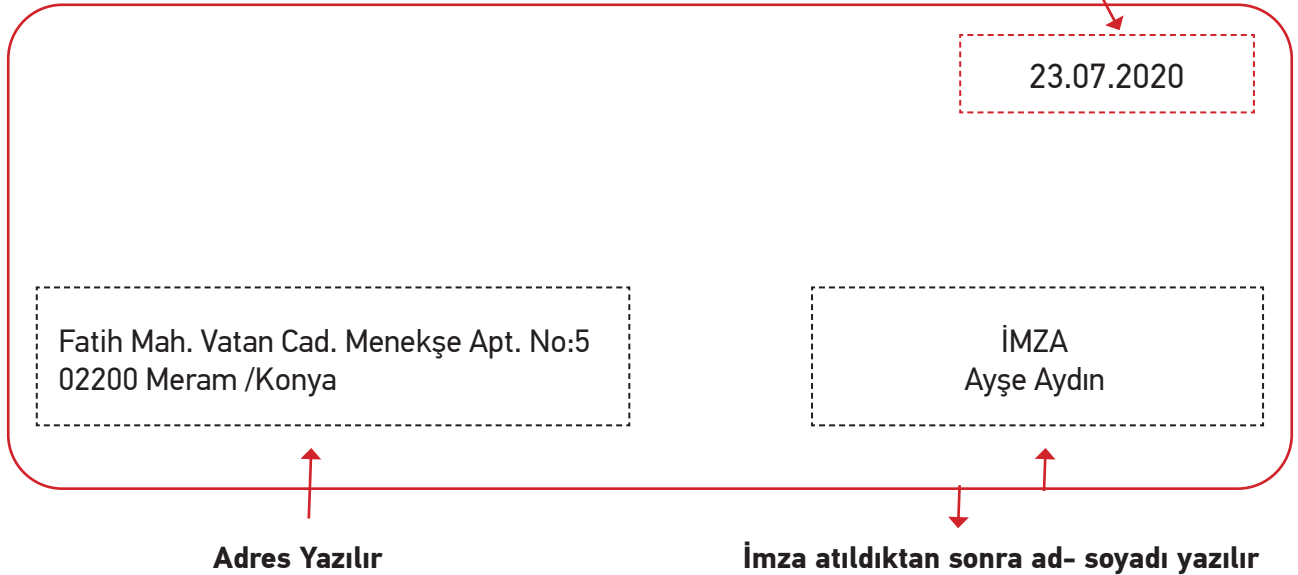 23.07.2020
Fatih Mah. Vatan Cad. Menekşe Apt. No:5
02200 Meram /Konya
İMZA
Ayşe Aydın
Adres Yazılır
İmza atıldıktan sonra ad- soyadı yazılır